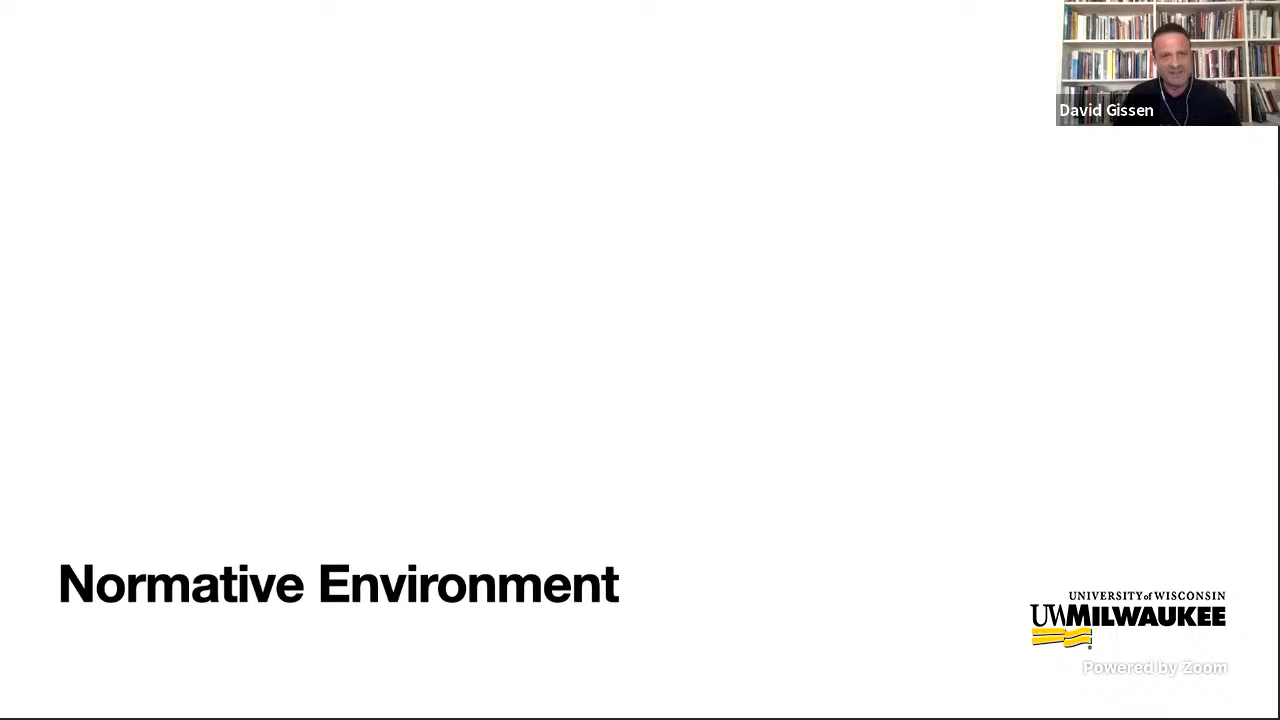 David Gissen
Normative Environment
UNIVERSITY of WISCONSIN
UWMILWAUKEE
Powered by Zoom